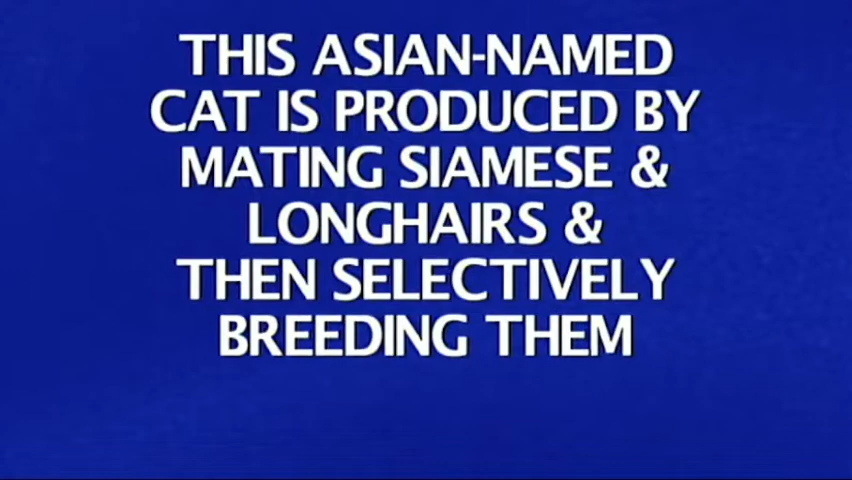 THIS ASIAN-NAMED
CAT IS PRODUCED BY
MATING SIAMESE &
LONGHAIRS &
THEN SELECTIVELY
BREEDING THEM